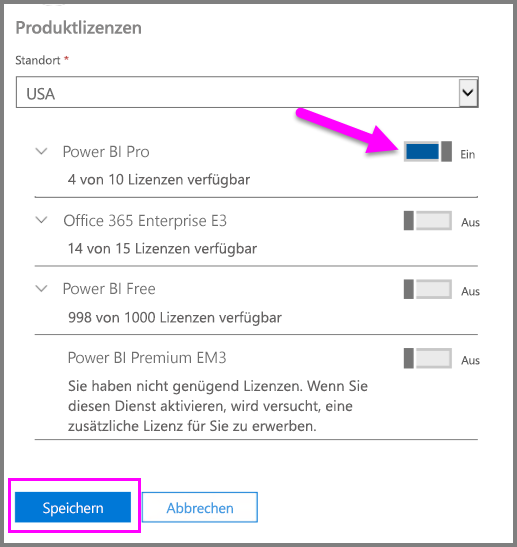 Produktlizenzen
Standort *
USA
Power BI Pro
Ein
4 von 10 Lizenzen verfügbar
Office 365 Enterprise E3
Aus
14 von 15 Lizenzen verfügbar
Power BI Free
Aus
998 von 1000 Lizenzen verfügbar
Power BI Premium EM3
Aus
Sie haben nicht genügend Lizenzen. Wenn Sie
diesen Dienst aktivieren, wird versucht, eine
zusätzliche Lizenz für Sie zu erwerben.
Speichern
Abbrechen